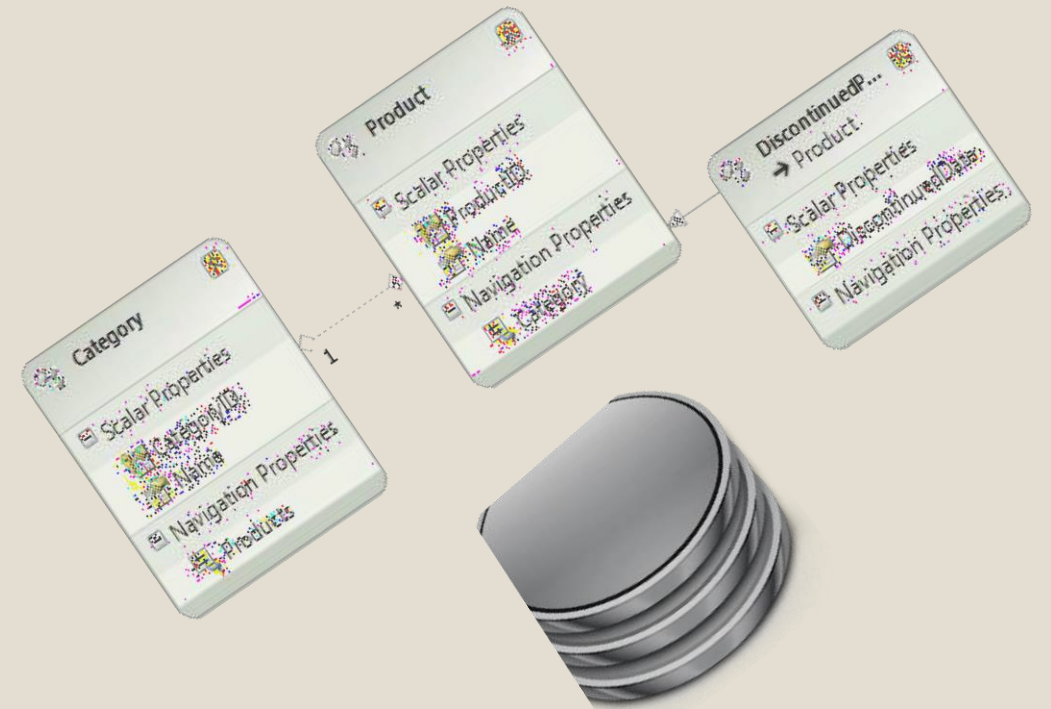 Category
Scalar Properties
CategoryID
Name
Navigation Properties
Products
1
*
Product
Scalar Properties
ProductID
Name
Navigation Properties
Category
DiscontinuedP...
Product
Scalar Properties
DiscontinuedDate
Navigation Properties